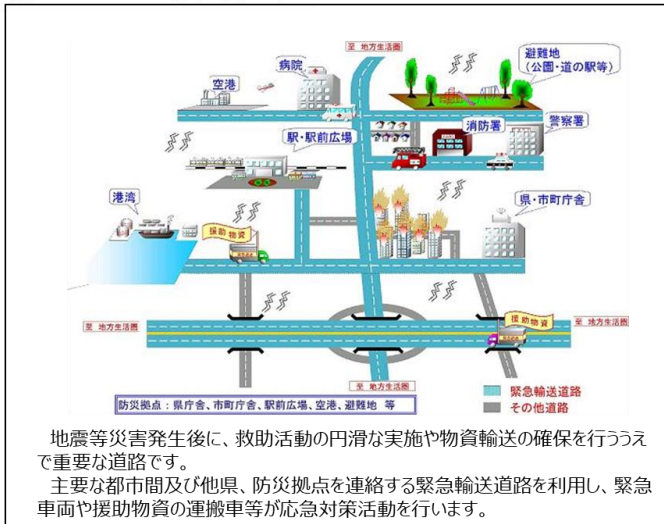 至 地方生活圏
病院
避難地
(公園・道の駅等)
空港
消防署
警察署
駅・駅前広場
港湾
県・市町庁舎
援助物資
援助物資
至 地方生活圏
至 地方生活圏
至 地方生活圏
緊急輸送道路
その他道路
防災拠点：県庁舎、市町庁舎、駅前広場、空港、避難地 等
地震等災害発生後に、救助活動の円滑な実施や物資輸送の確保を行ううえ
で重要な道路です。
主要な都市間及び他県、防災拠点を連絡する緊急輸送道路を利用し、緊急
車両や援助物資の運搬車等が応急対策活動を行います。